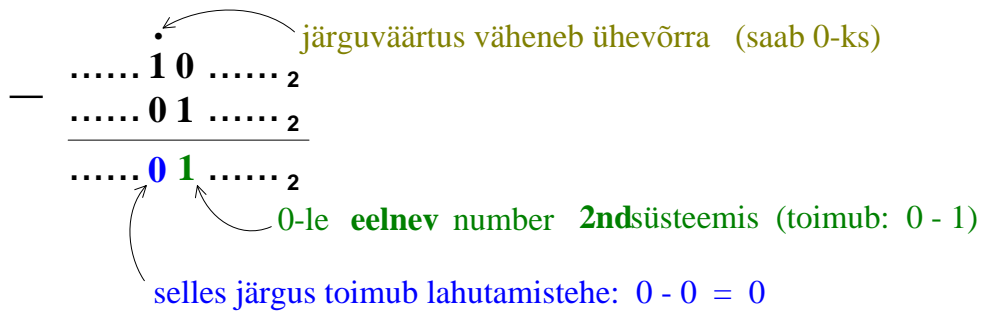 järguväärtus väheneb ühevõrra (saab 0-ks)
...... 1 0 ...... 2
—
...... 0 1 ...... 2
...... 0 1 ...... 2
0-le eelnev number 2ndsüsteemis (toimub: 0 - 1)
selles järgus toimub lahutamistehe: 0 - 0 = 0